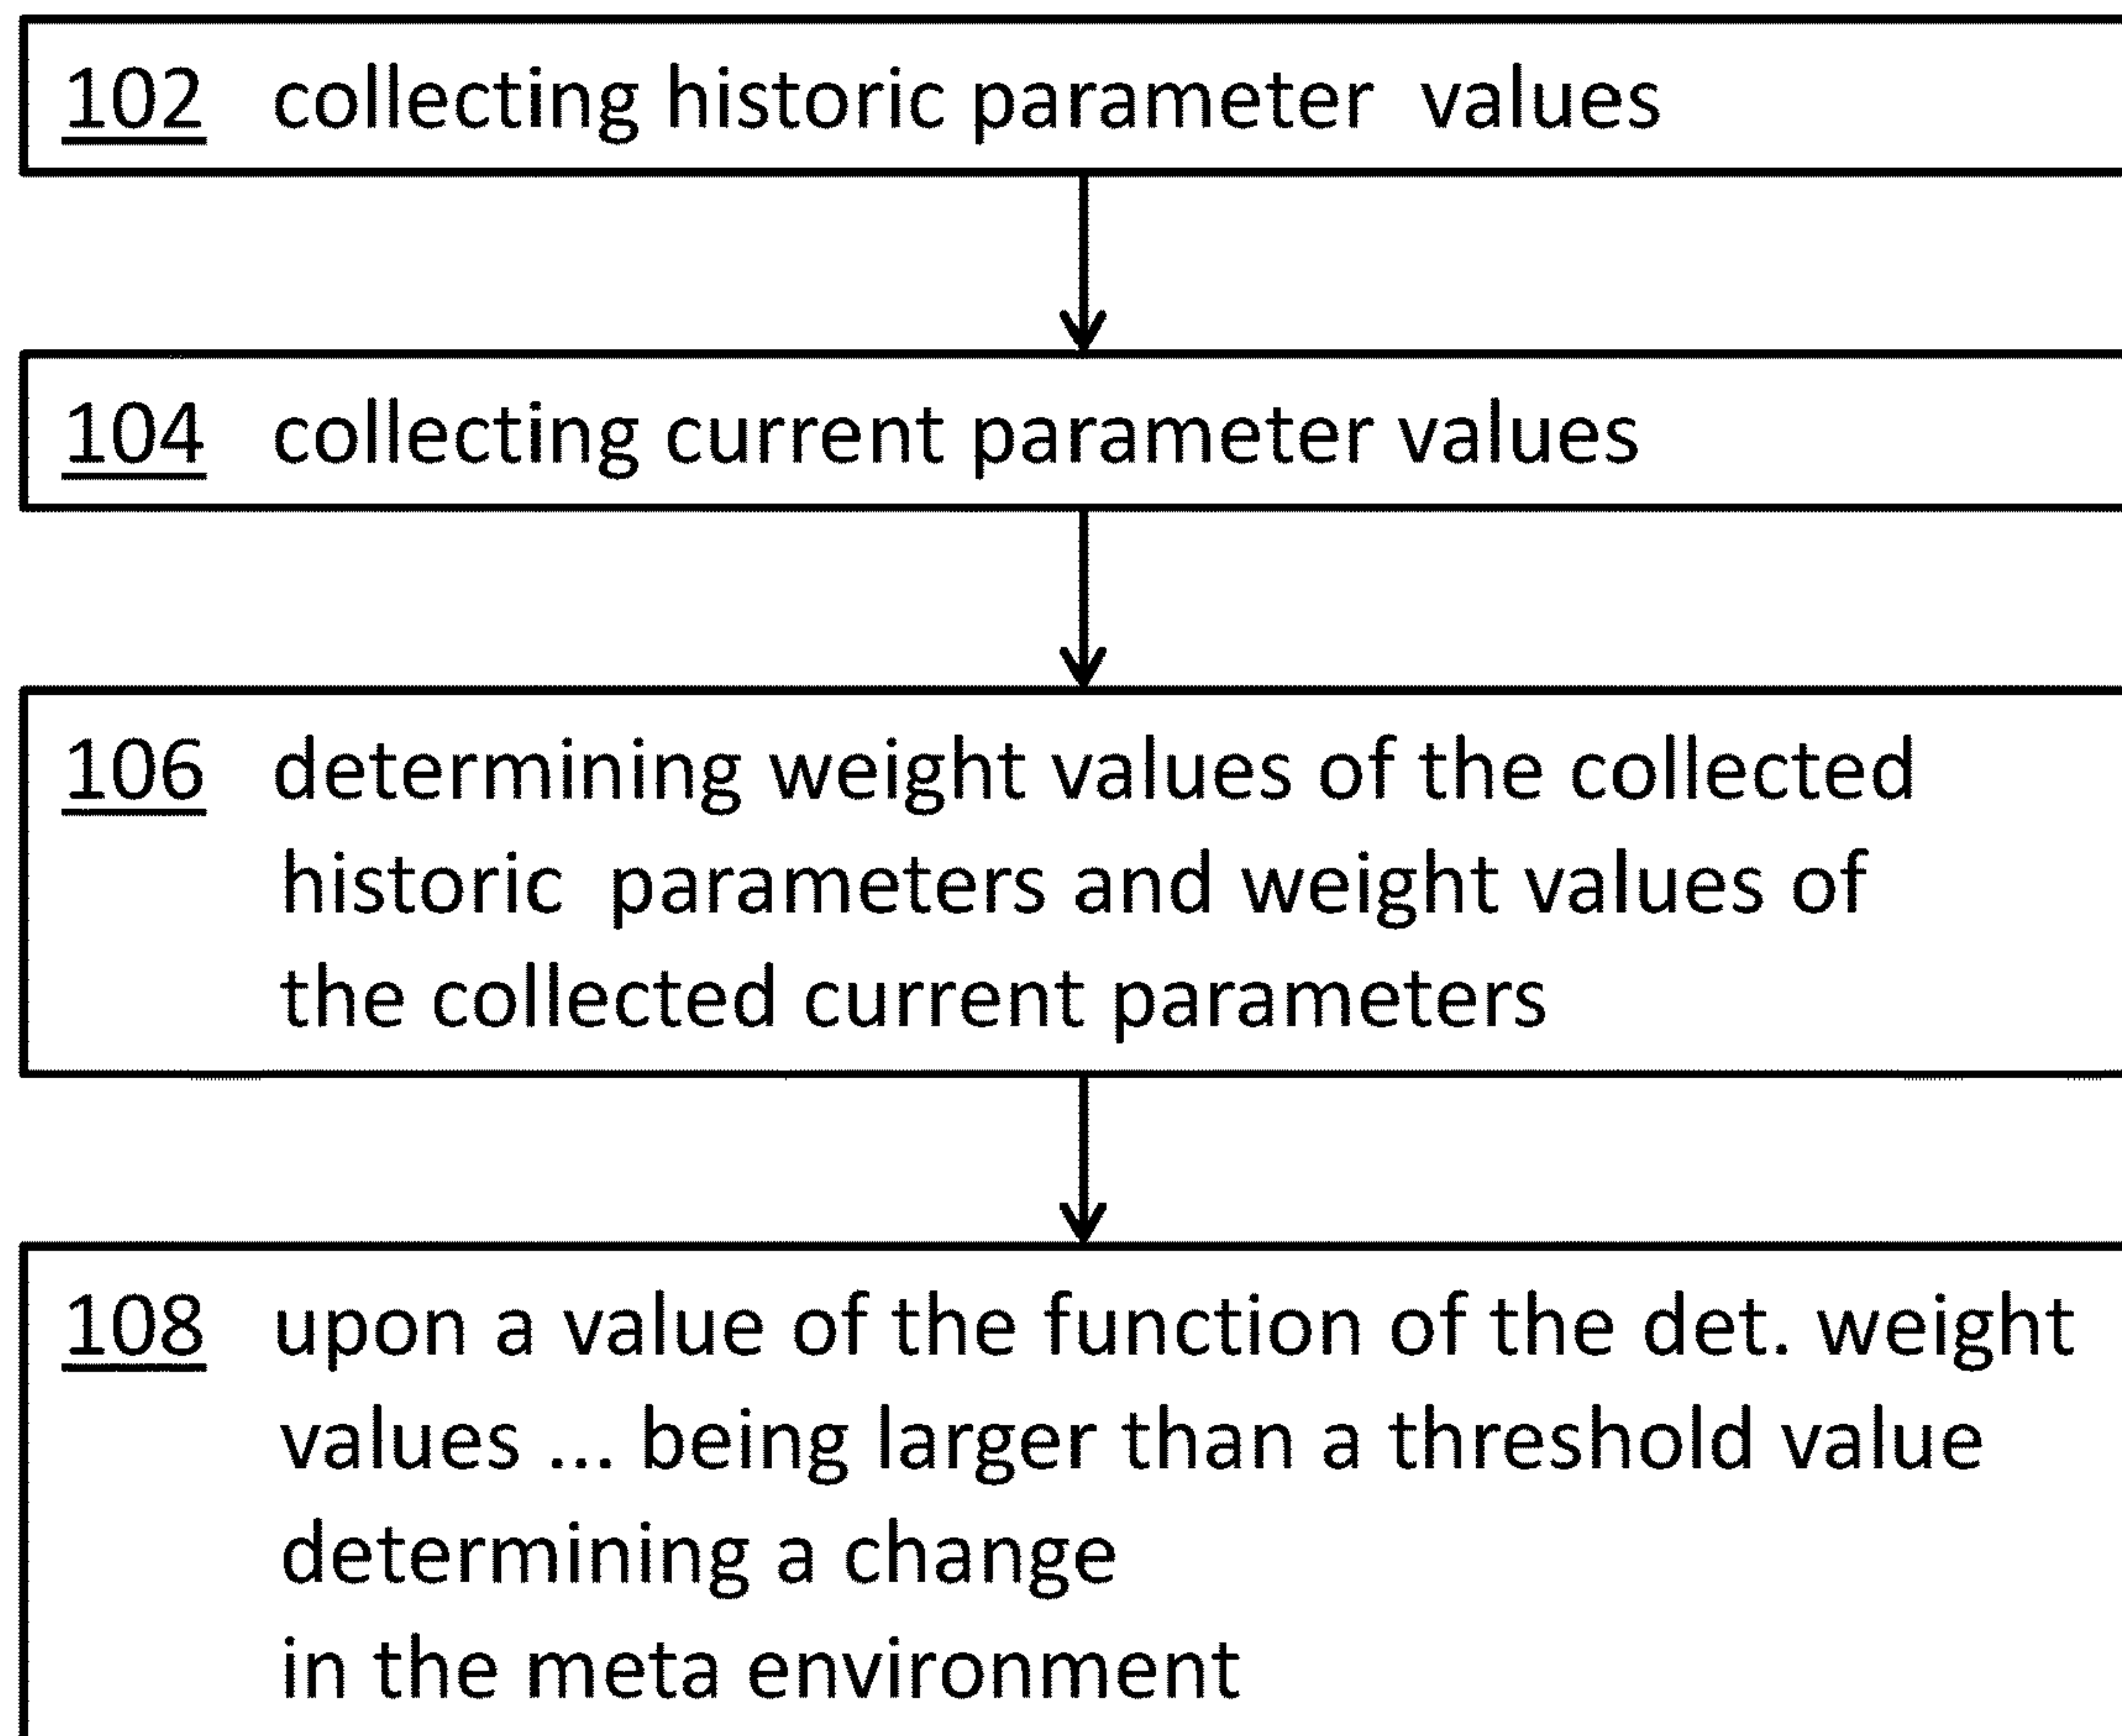 102 collecting historic parameter values
104 collecting current parameter values
106 determining weight values of the collected
historic parameters and weight values of
the collected current parameters
108 upon a value of the function of the det. weight
values ... being larger than a threshold value
determining a change
in the meta environment